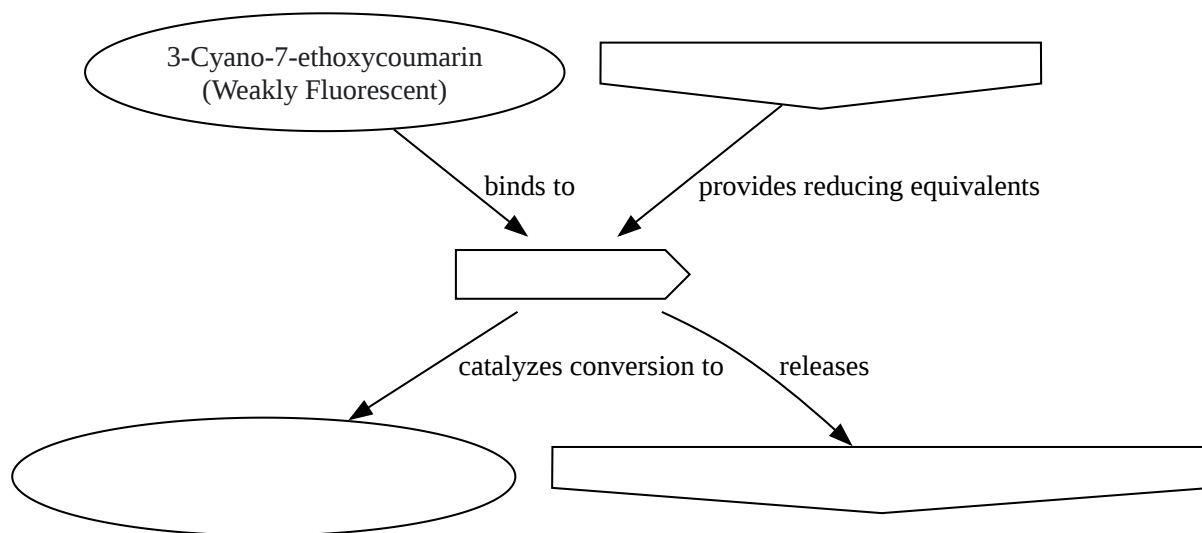 3-Cyano-7-ethoxycoumarin
(Weakly Fluorescent)
binds to
provides reducing equivalents
catalyzes conversion to
releases